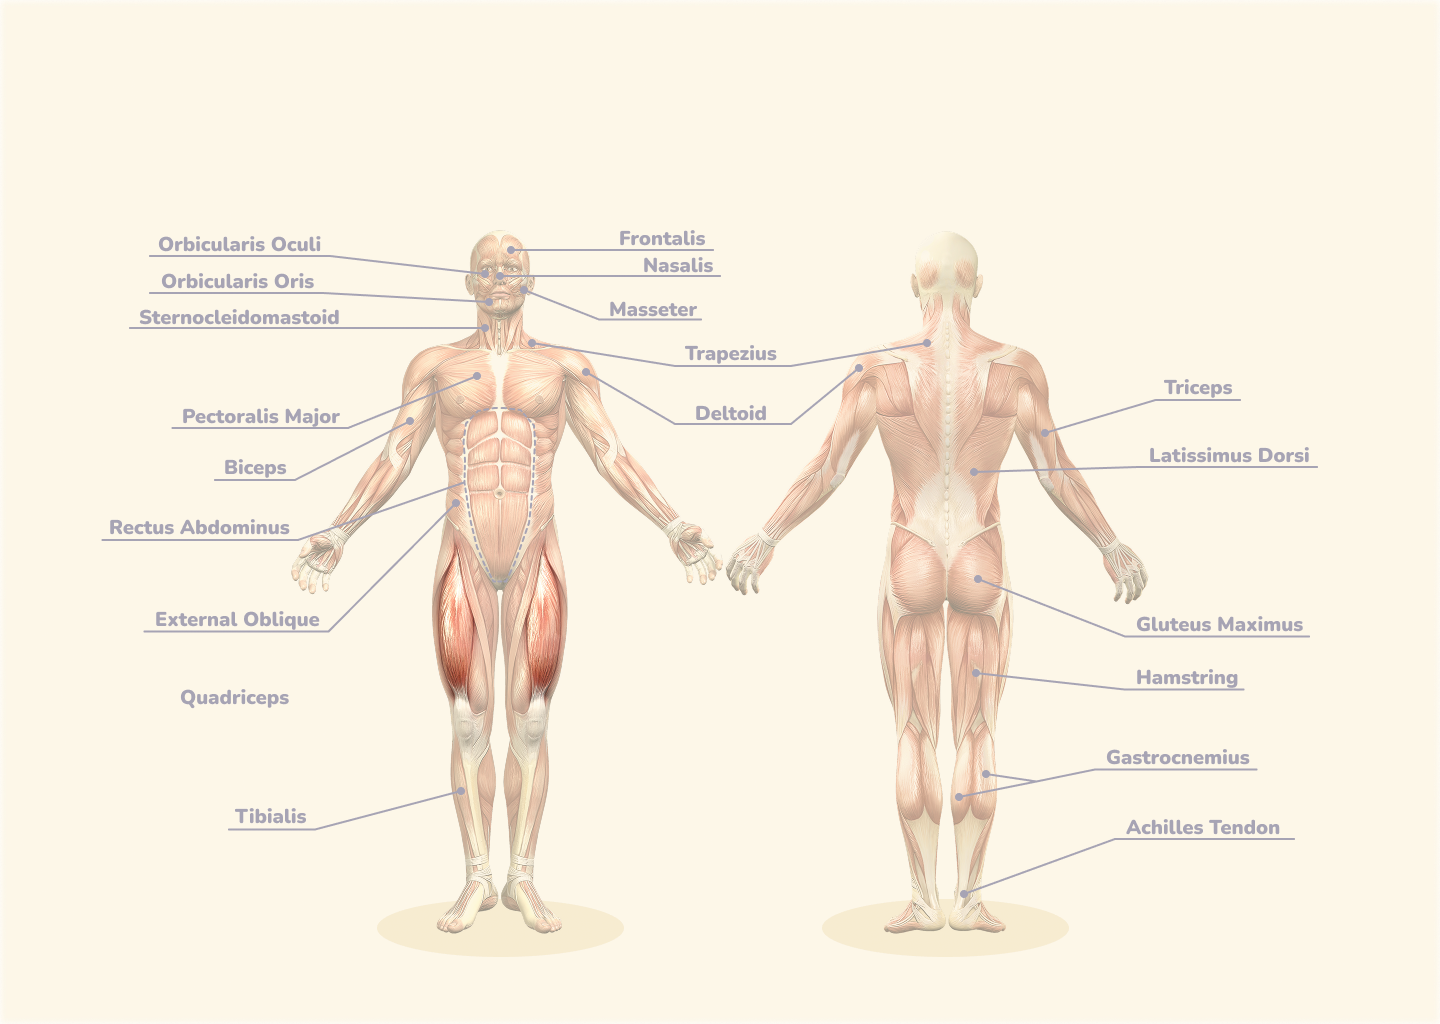 Orbicularis Oculi
Orbicularis Oris
Sternocleidomastoid
Pectoralis Major
Biceps
Rectus Abdominus
External Oblique
Quadriceps
Tibialis
Frontalis
Nasalis
Masseter
Trapezius
Deltoid
Triceps
Latissimus Dorsi
Gluteus Maximus
Hamstring
Gastrocnemius
Achilles Tendon